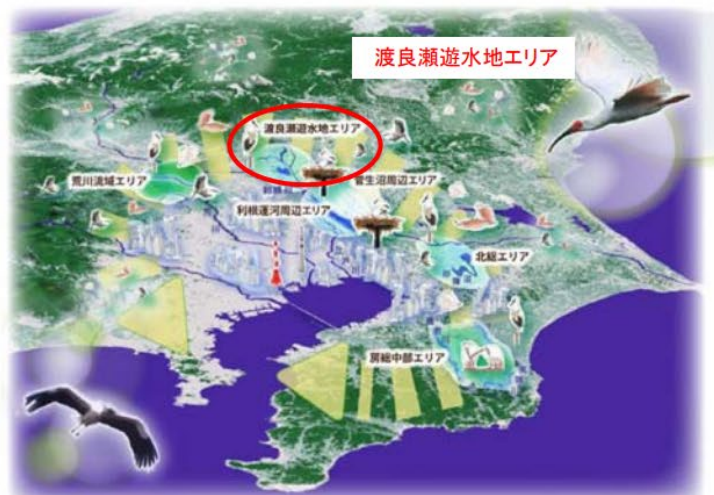 渡良瀬遊水地エリア
渡良瀬遊水地エリア
荒川流域エリア
菅生沼周辺エリア
利根運河周辺エリア
北総エリア
房総中部エリア